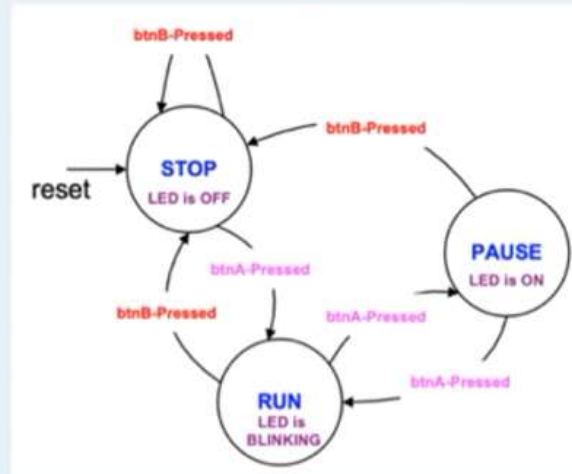 btnB-Pressed
btnB-Pressed
STOP
reset
LED is OFF
PAUSE
LED is ON
btnA-Pressed
btnB-Pressed
btnA-Pressed
btnA-Pressed
RUN
LED is
BLINKING